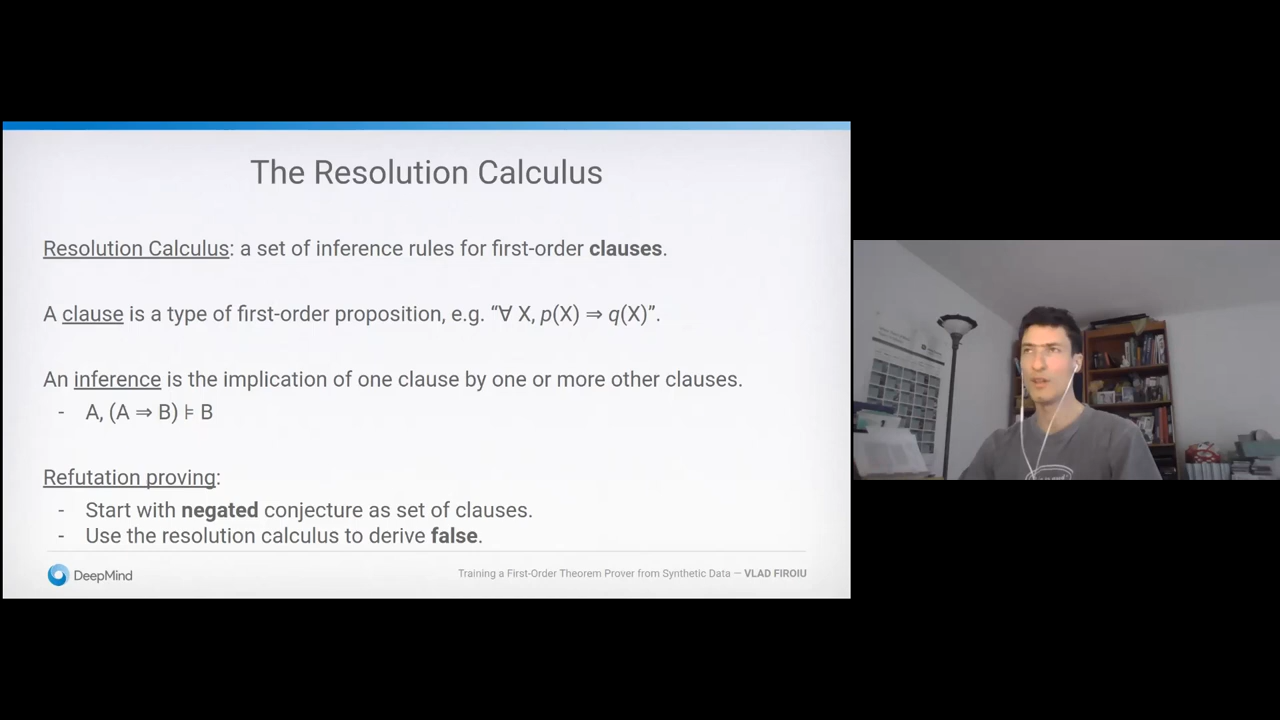 The Resolution Calculus
Resolution Calculus: a set of inference rules for first-order clauses.
A clause is a type of first-order proposition, e.g. “∀ X, p(X) ⇒ q(X)”.
An inference is the implication of one clause by one or more other clauses.
- A, (A ⇒ B) ⊧ B
Refutation proving:
- Start with negated conjecture as set of clauses.
- Use the resolution calculus to derive false.
DeepMind
Training a First-Order Theorem Prover from Synthetic Data — VLAD FIROIU